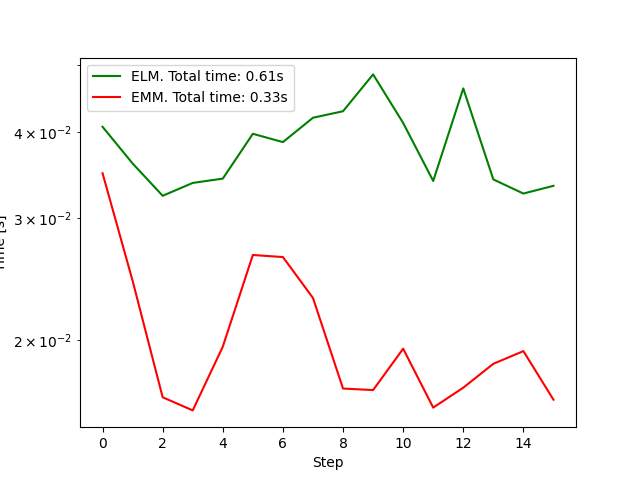 ELM. Total time: 0.61s
EMM. Total time: 0.33s
4 × 10⁻²
3 × 10⁻²
2 × 10⁻²
[s]
0 2 4 6 8 10 12 14
Step